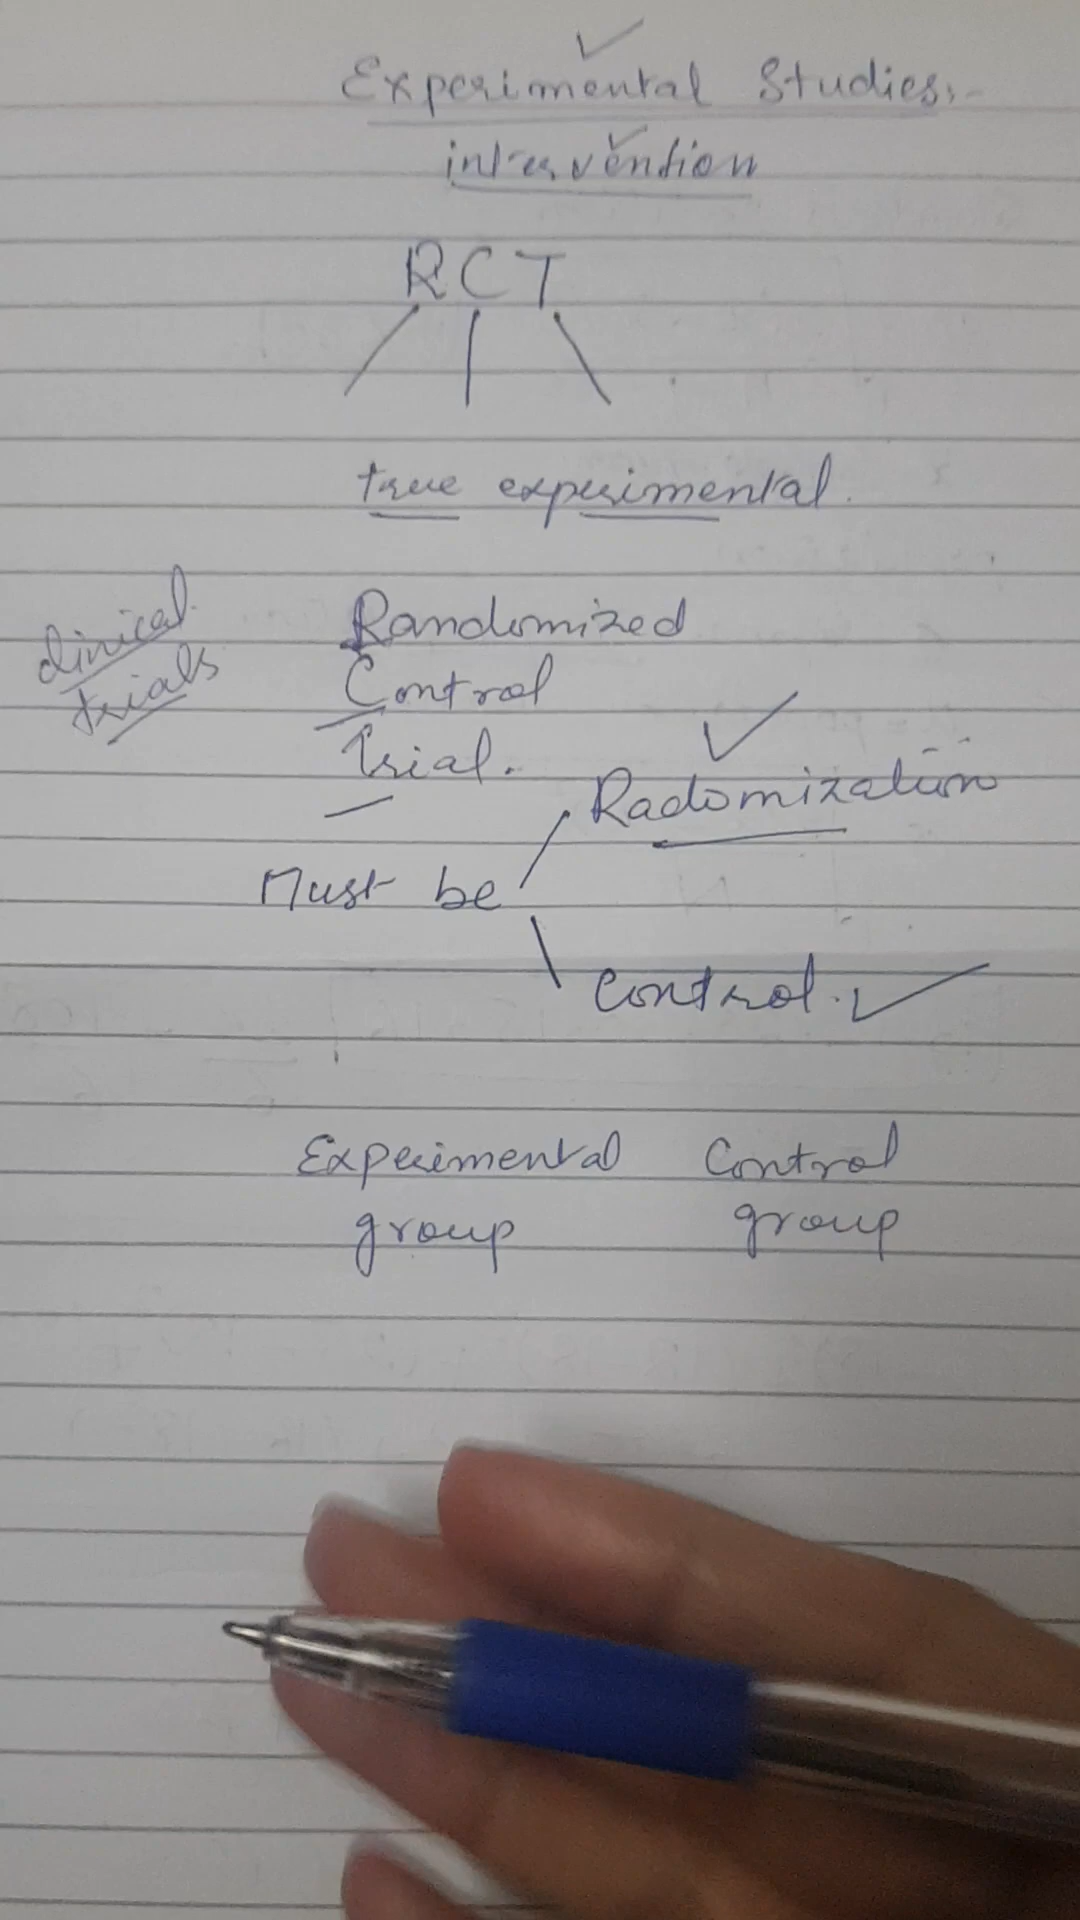 Experimental Studies:-
intervention
RCT
true experimental.
clinical
trials
Randomized
Control
Trial.
Radomization
Must be
Control.
Experimental Control
group group